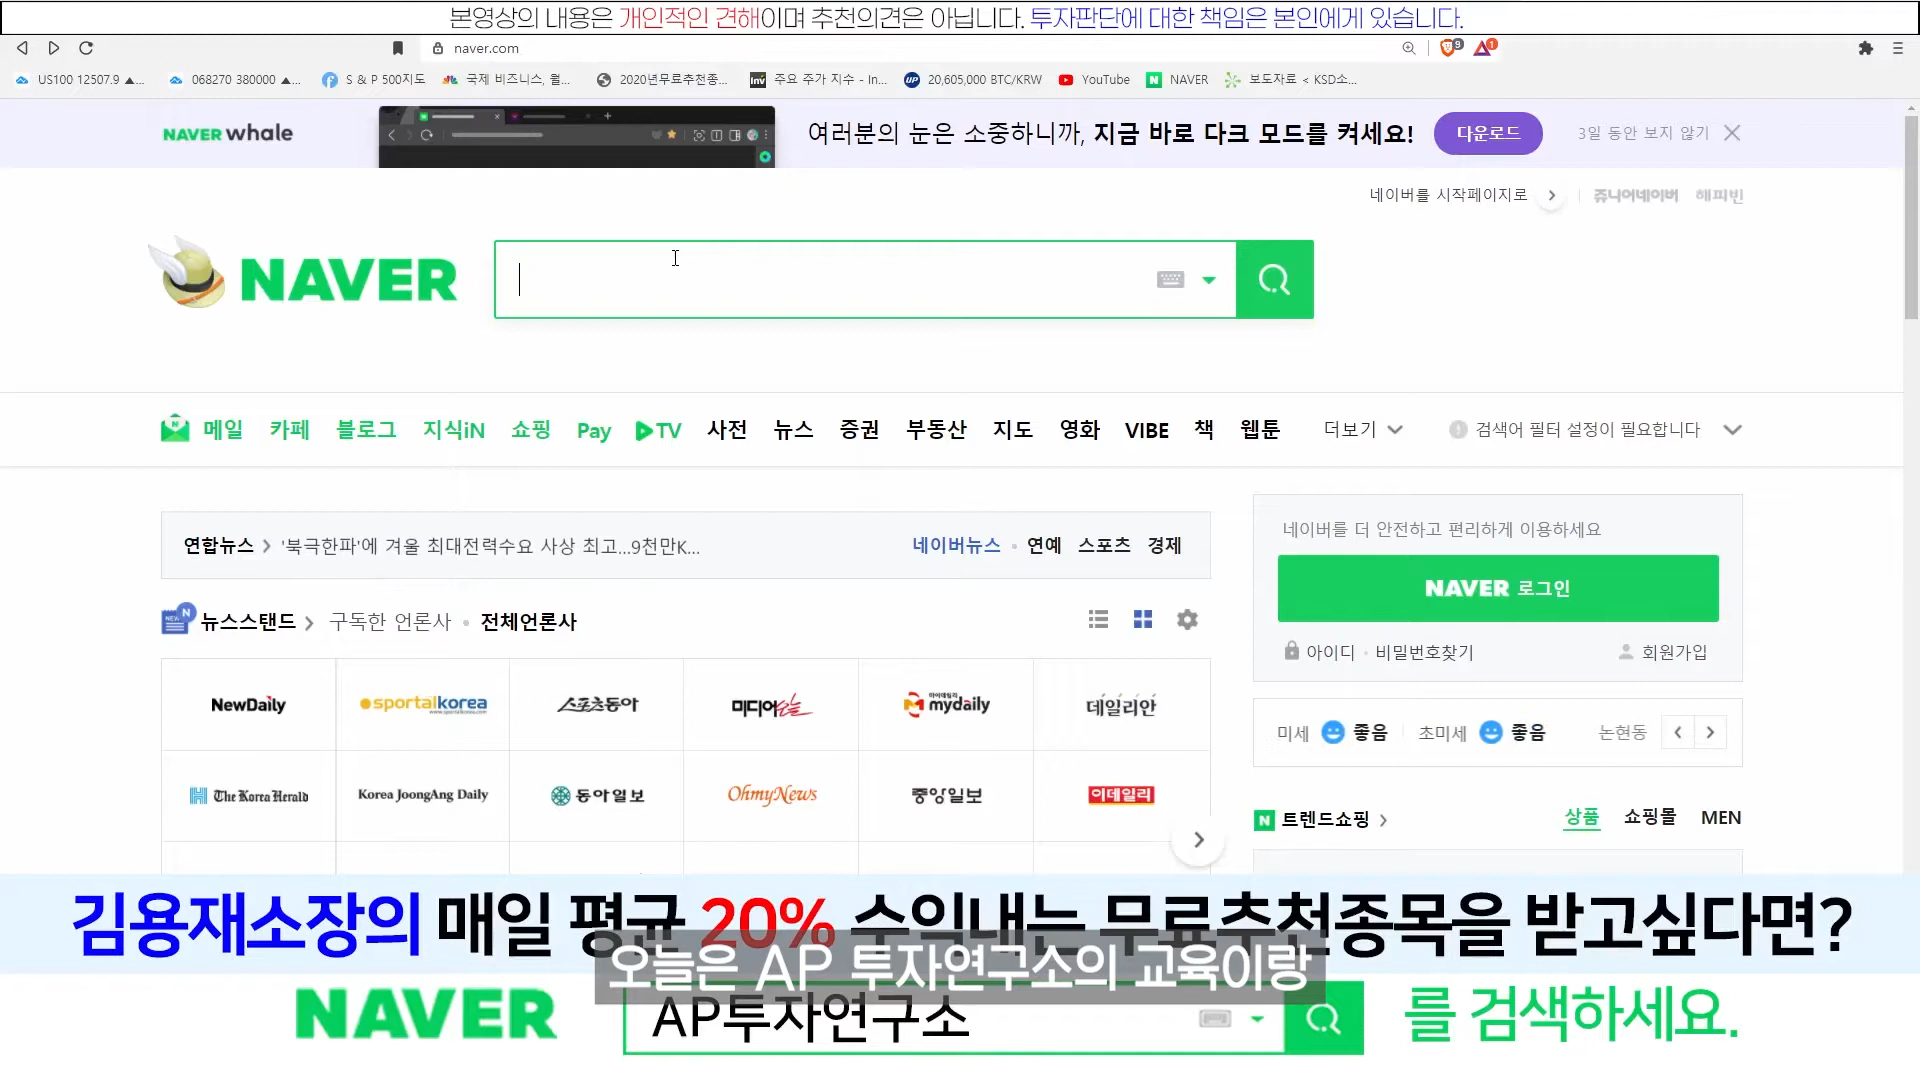 본영상의 내용은 개인적인 견해이며 추천의견은 아닙니다. 투자판단에 대한 책임은 본인에게 있습니다.
naver.com
9
1
US100 12507.9 ▲... 068270 380000 ▲... S & P 500지도 국제 비즈니스, 월... 2020년무료추천종... Inv 주요 주가 지수 - In... UP 20,605,000 BTC/KRW YouTube N NAVER 보도자료 < KSD소...
NAVER whale
여러분의 눈은 소중하니까, 지금 바로 다크 모드를 켜세요!
다운로드
3일 동안 보지 않기
네이버를 시작페이지로
쥬니어네이버 해피빈
NAVER
메일 카페 블로그 지식iN 쇼핑 Pay TV 사전 뉴스 증권 부동산 지도 영화 VIBE 책 웹툰 더보기
검색어 필터 설정이 필요합니다
연합뉴스 '북극한파'에 겨울 최대전력수요 사상 최고...9천만K...
네이버뉴스 연예 스포츠 경제
네이버를 더 안전하고 편리하게 이용하세요
NAVER 로그인
아이디 비밀번호찾기 회원가입
뉴스스탠드 구독한 언론사 전체언론사
NewDaily sportalkorea 스포츠동아 미디어오늘 마이데일리 mydaily 데일리안
The Korea Herald Korea JoongAng Daily 동아일보 OhmyNews 중앙일보 이데일리
미세 좋음 초미세 좋음 논현동
N 트렌드쇼핑 상품 쇼핑몰 MEN
김용재소장의 매일 평균 20% 수익내는 무료추천종목을 받고싶다면?
오늘은 AP 투자연구소의 교육이랑
NAVER AP투자연구소 를 검색하세요.